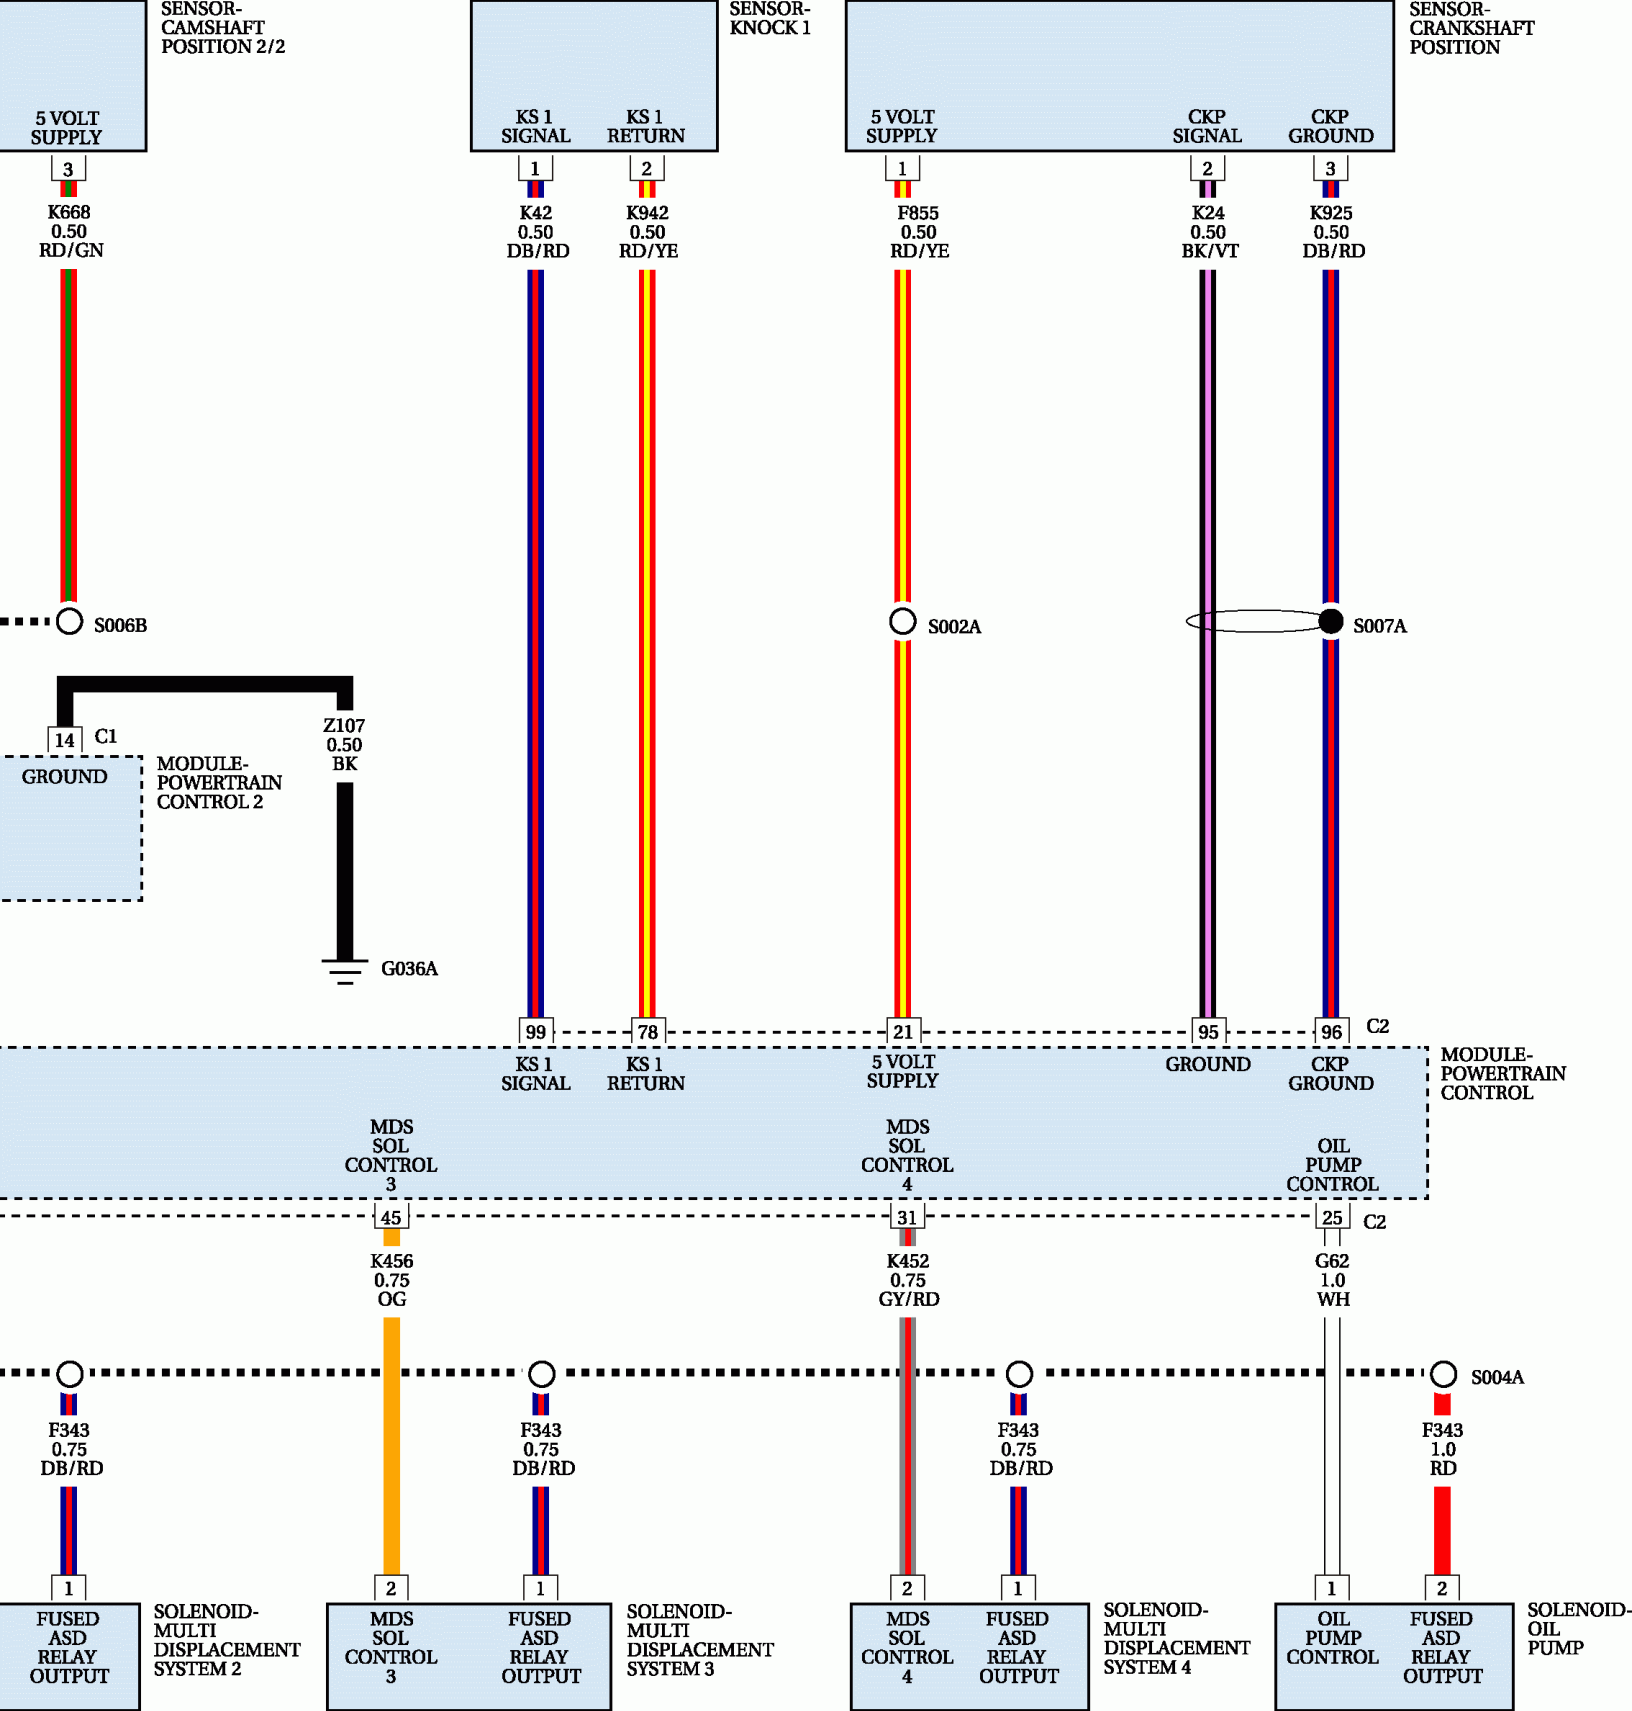 SENSOR-
CAMSHAFT
POSITION 2/2
5 VOLT
SUPPLY
3
K668
0.50
RD/GN
S006B
SENSOR-
KNOCK 1
KS 1
SIGNAL
KS 1
RETURN
1
2
K42
0.50
DB/RD
K942
0.50
RD/YE
SENSOR-
CRANKSHAFT
POSITION
5 VOLT
SUPPLY
CKP
SIGNAL
CKP
GROUND
1
2
3
F855
0.50
RD/YE
K24
0.50
BK/VT
K925
0.50
DB/RD
S002A
S007A
14
C1
GROUND
MODULE-
POWERTRAIN
CONTROL 2
Z107
0.50
BK
G036A
99
78
21
95
96
C2
KS 1
SIGNAL
KS 1
RETURN
5 VOLT
SUPPLY
GROUND
CKP
GROUND
MODULE-
POWERTRAIN
CONTROL
MDS
SOL
CONTROL
3
MDS
SOL
CONTROL
4
OIL
PUMP
CONTROL
45
31
25
C2
K456
0.75
OG
K452
0.75
GY/RD
G62
1.0
WH
S004A
F343
0.75
DB/RD
F343
0.75
DB/RD
F343
0.75
DB/RD
F343
1.0
RD
1
2
1
2
1
1
2
FUSED
ASD
RELAY
OUTPUT
SOLENOID-
MULTI
DISPLACEMENT
SYSTEM 2
MDS
SOL
CONTROL
3
FUSED
ASD
RELAY
OUTPUT
SOLENOID-
MULTI
DISPLACEMENT
SYSTEM 3
MDS
SOL
CONTROL
4
FUSED
ASD
RELAY
OUTPUT
SOLENOID-
MULTI
DISPLACEMENT
SYSTEM 4
OIL
PUMP
CONTROL
FUSED
ASD
RELAY
OUTPUT
SOLENOID-
OIL
PUMP